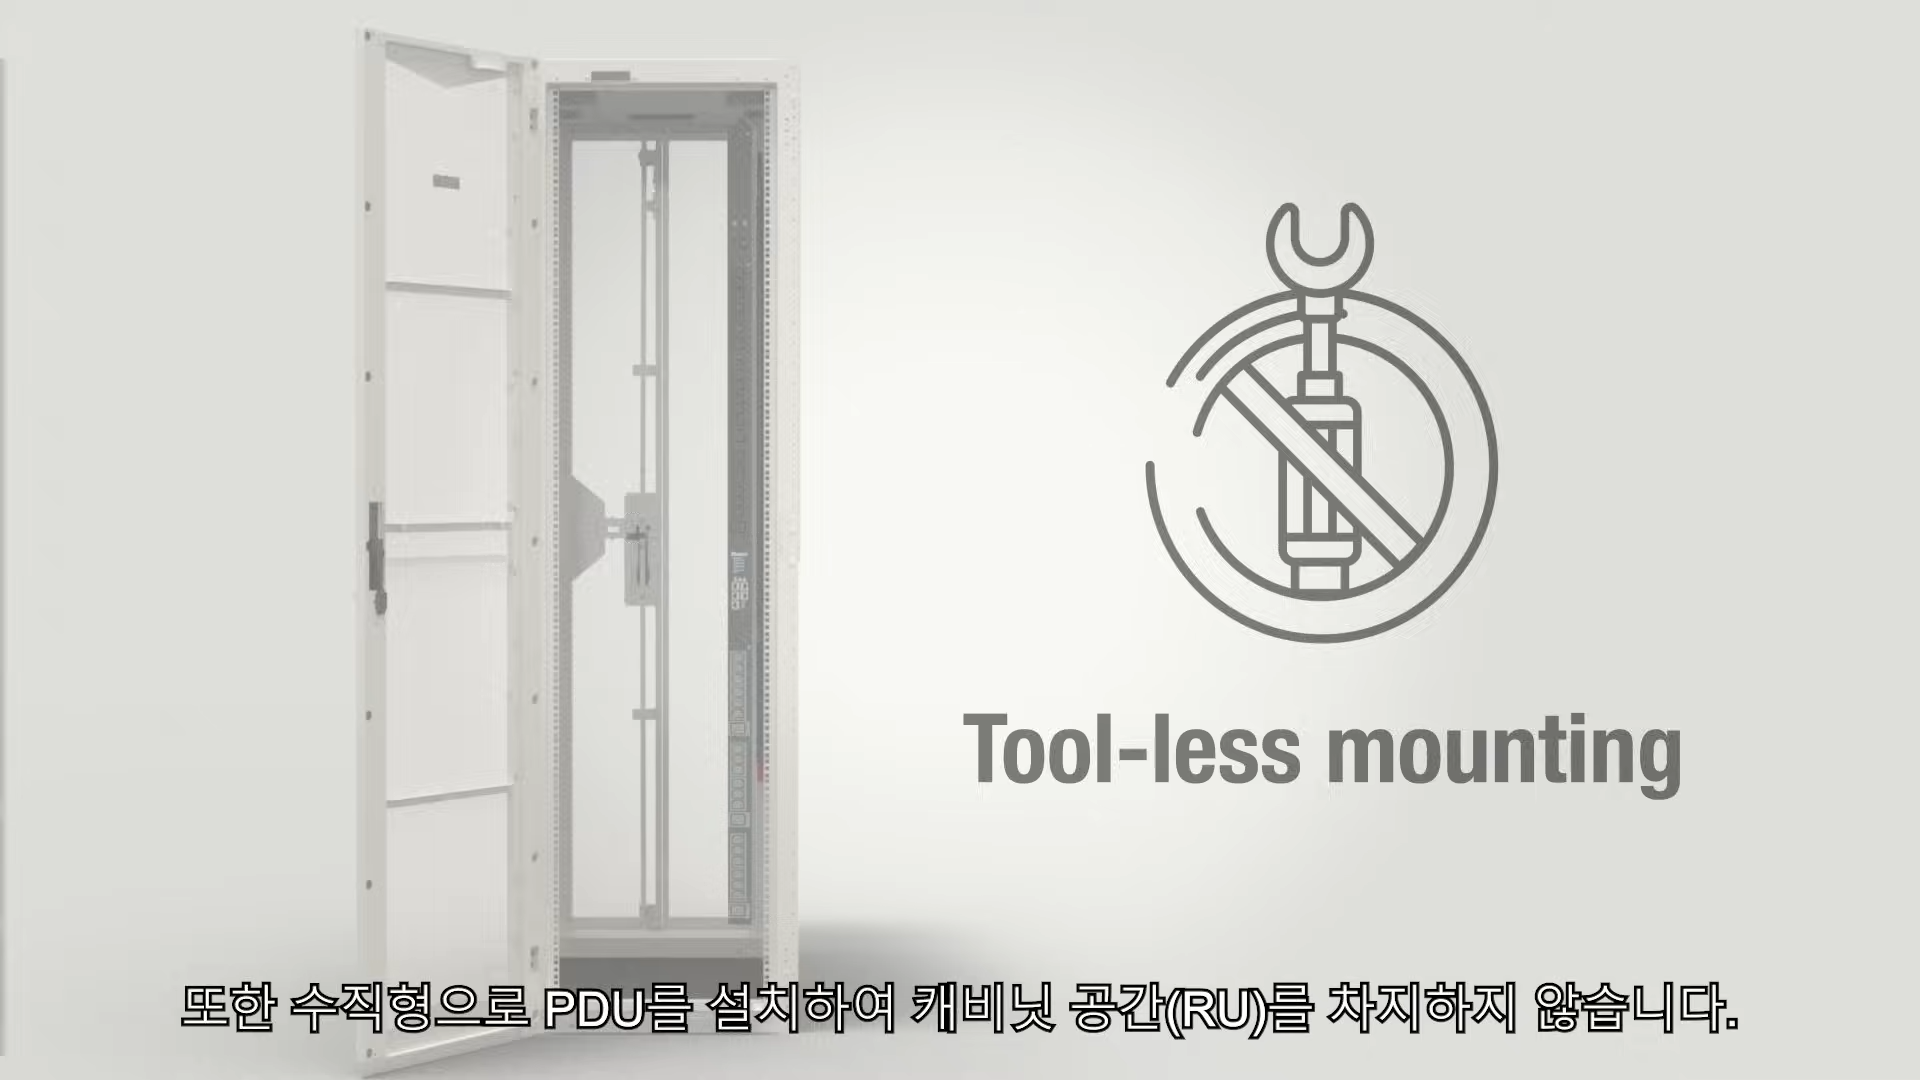 Tool-less mounting
또한 수직형으로 PDU를 설치하여 캐비닛 공간(RU)를 차지하지 않습니다.